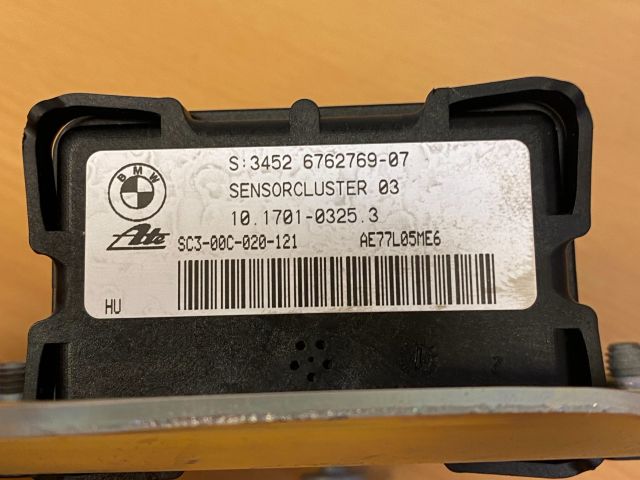 BMW
S:3452 6762769-07
SENSORCLUSTER 03
10.1701-0325.3
Ate
SC3-00C-020-121 AE77L05ME6
HU